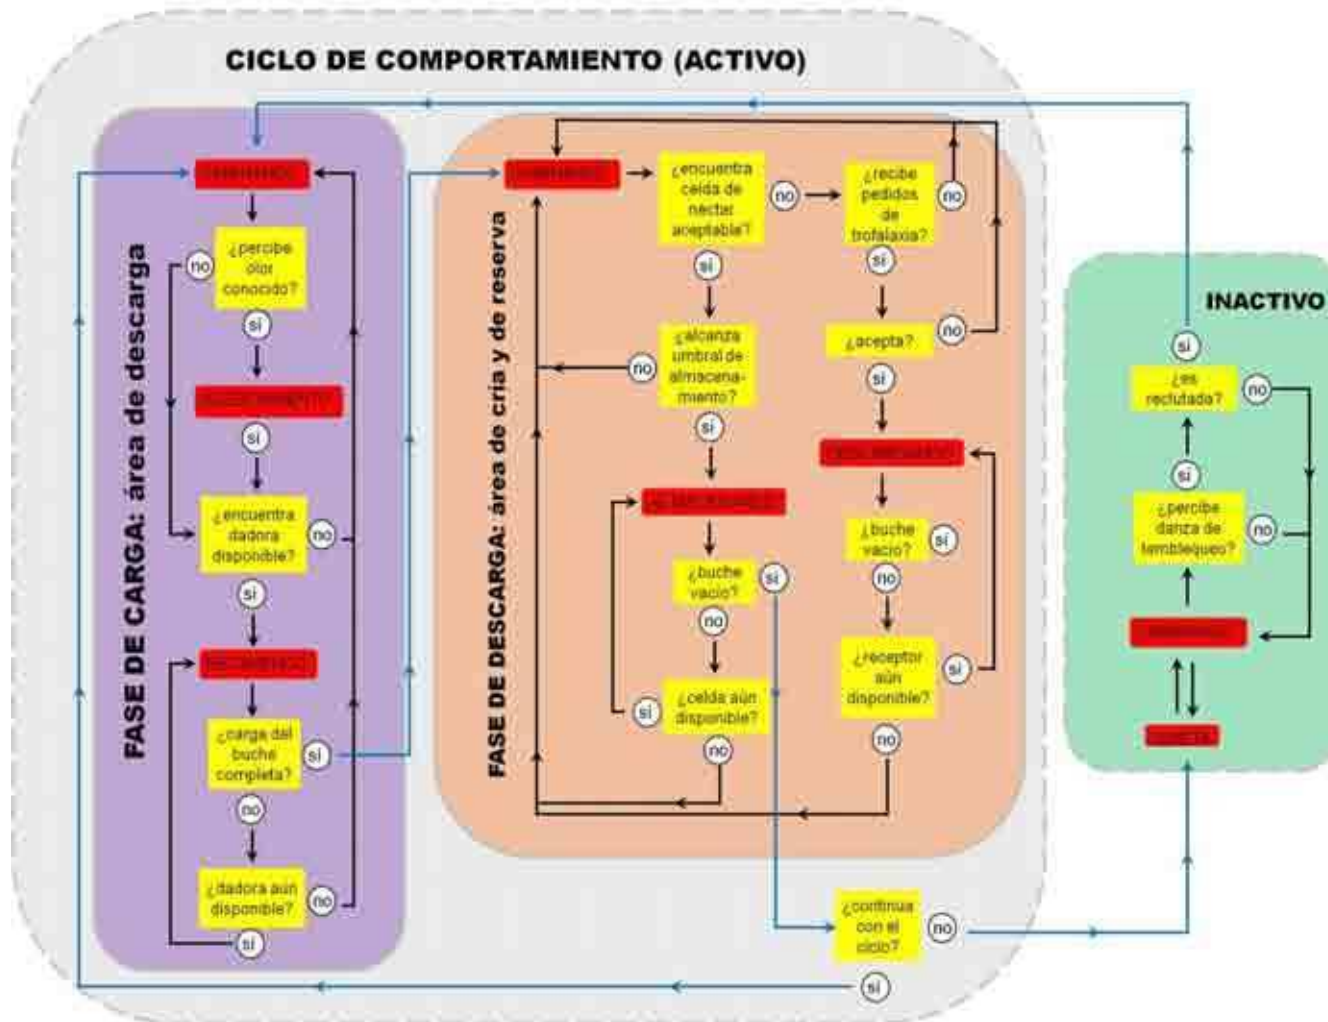 CICLO DE COMPORTAMIENTO (ACTIVO)
FASE DE CARGA: área de descarga
¿percibe
olor
conocido?
no
sí
sí
¿encuentra
dadora
disponible?
no
sí
¿carga del
buche
completa?
sí
no
¿dadora aún
disponible?
no
sí
FASE DE DESCARGA: área de cría y de reserva
¿encuentra
celda de
néctar
aceptable?
no
sí
¿alcanza
umbral de
almacena-
miento?
no
sí
¿buche
vacío?
sí
no
¿celda aún
disponible?
sí
no
¿recibe
pedidos
de
trofalaxia?
no
sí
¿acepta?
no
sí
¿buche
vacío?
sí
no
¿receptor
aún
disponible?
sí
no
¿continua
con el
ciclo?
no
sí
INACTIVO
sí
¿es
reclutada?
no
sí
¿percibe
danza de
temblequeo?
no